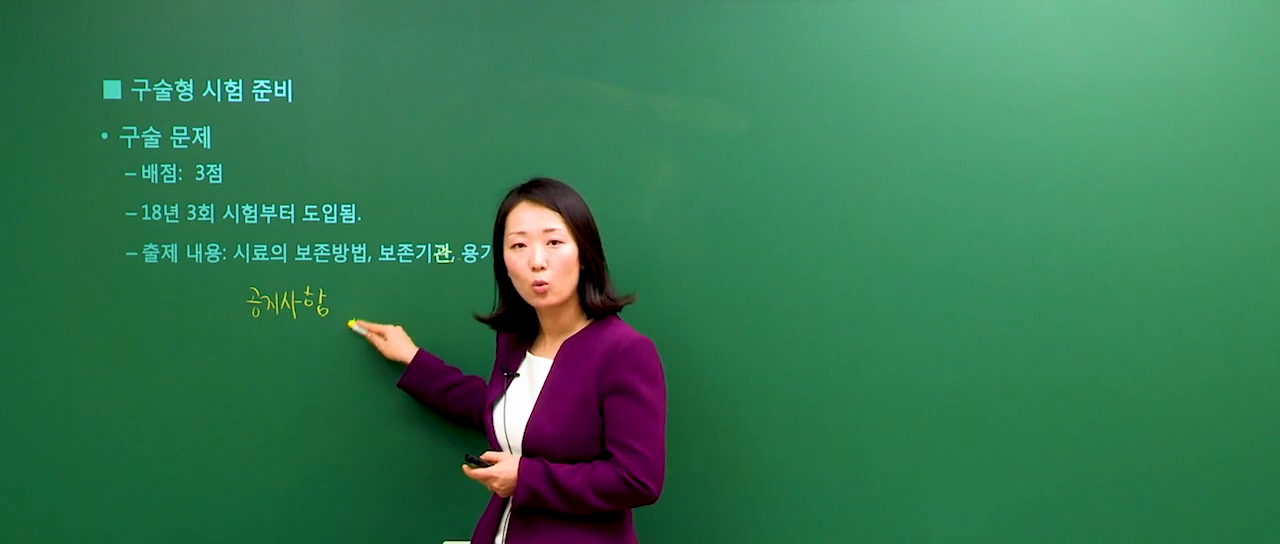 ■ 구술형 시험 준비
• 구술 문제
– 배점: 3점
– 18년 3회 시험부터 도입됨.
– 출제 내용: 시료의 보존방법, 보존기관, 용기
공지사항